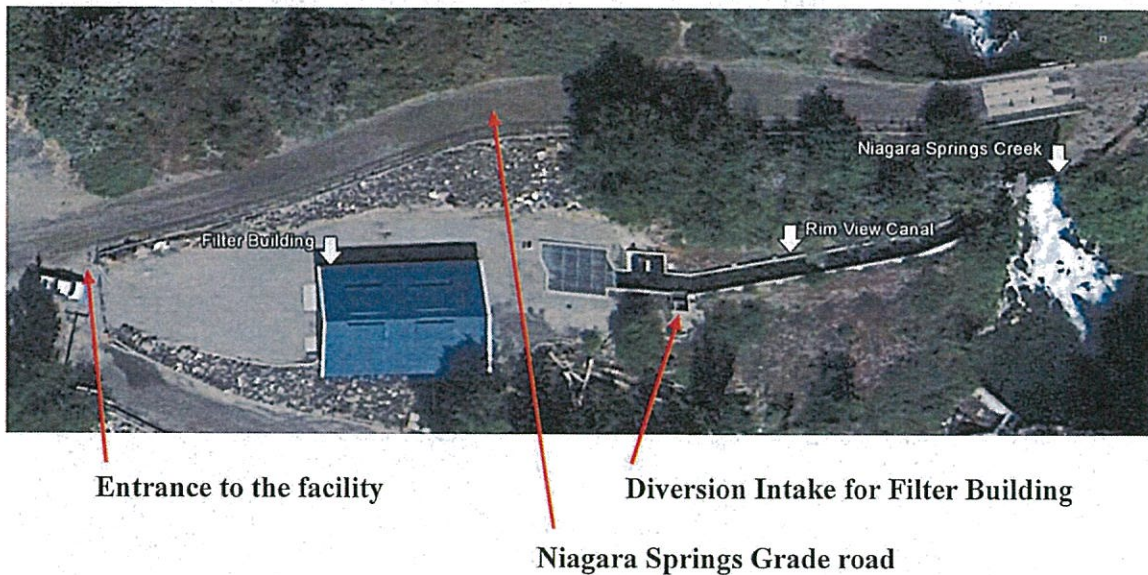 Niagara Springs Creek
Filter Building
Rim View Canal
Entrance to the facility
Diversion Intake for Filter Building
Niagara Springs Grade road